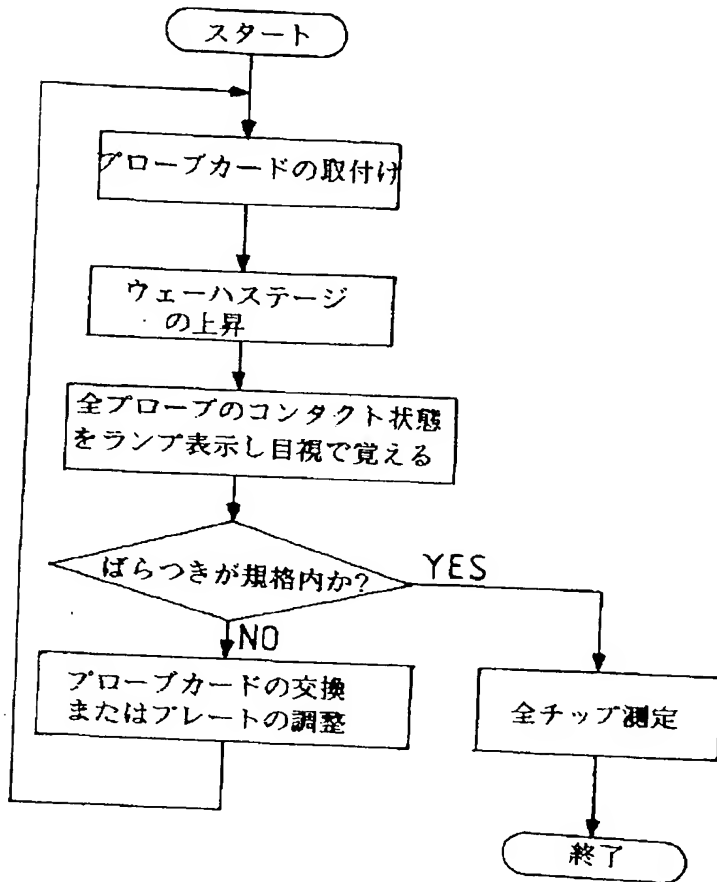 スタート
プローブカードの取付け
ウェーハステージ
の上昇
全プローブのコンタクト状態
をランプ表示し目視で覚える
ばらつきが規格内か?
YES
NO
プローブカードの交換
またはプレートの調整
全チップ測定
終了